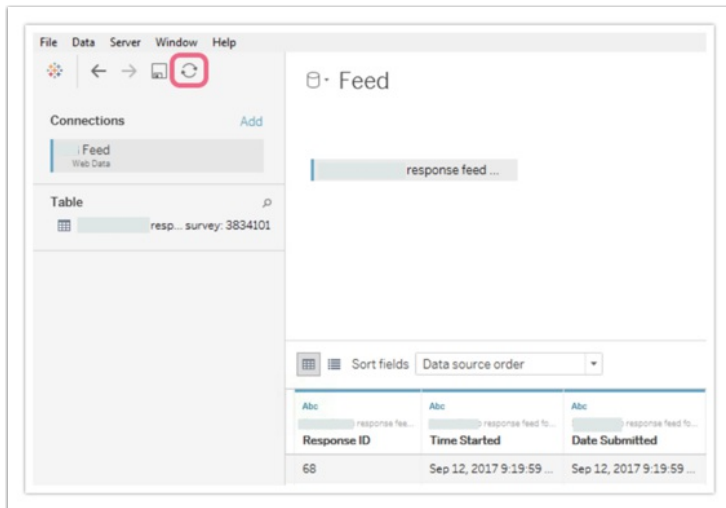 File Data Server Window Help
Feed
Connections Add
Feed
Web Data
response feed ...
Table
resp... survey: 3834101
Sort fields Data source order
Abc Abc Abc
response fee... response feed fo... response feed fo...
Response ID Time Started Date Submitted
68 Sep 12, 2017 9:19:59 ... Sep 12, 2017 9:19:59 ...